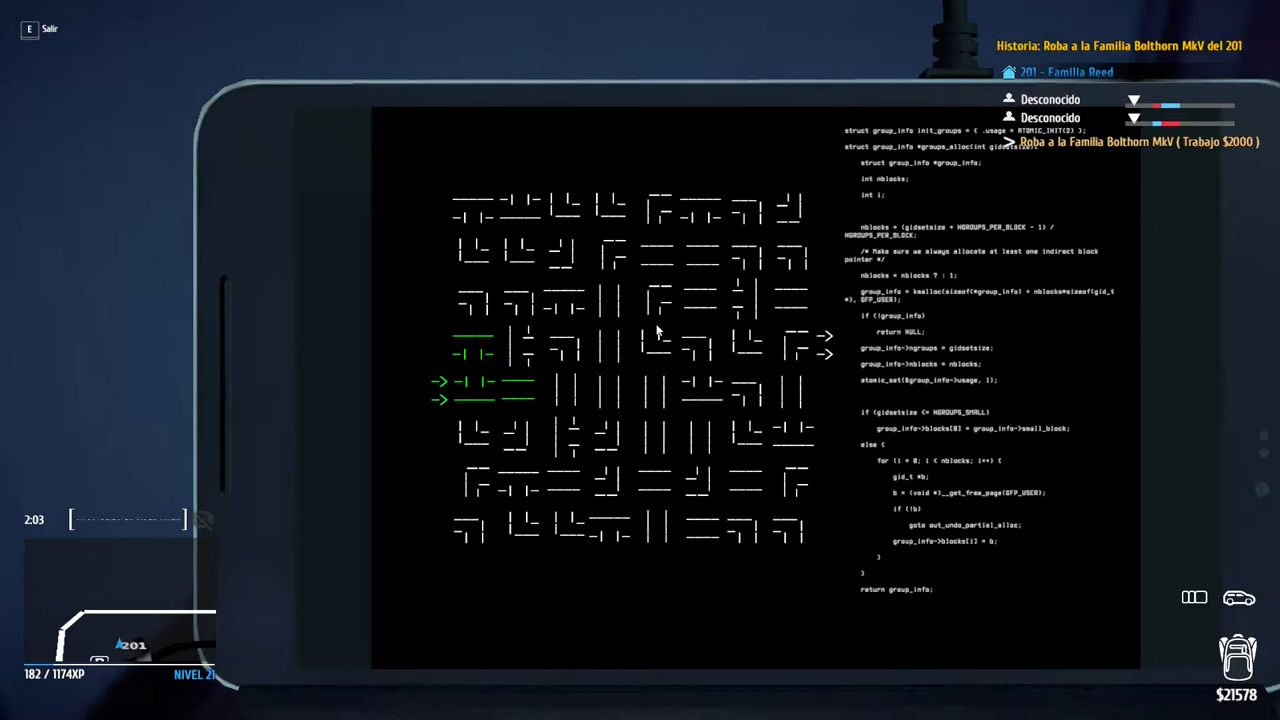 E Salir
Historia: Roba a la Familia Bolthorn MkV del 201
201 - Familia Reed
Desconocido
Desconocido
> Roba a la Familia Bolthorn MkV ( Trabajo $2000 )
struct group_info init_groups = { .usage = ATOMIC_INIT(2) };
struct group_info *groups_alloc(int gidsetsize){
struct group_info *group_info;
int nblocks;
int i;
nblocks = (gidsetsize + NGROUPS_PER_BLOCK - 1) /
NGROUPS_PER_BLOCK;
/* Make sure we always allocate at least one indirect block
pointer */
nblocks = nblocks ? : 1;
group_info = kmalloc(sizeof(*group_info) + nblocks*sizeof(gid_t
*), GFP_USER);
if (!group_info)
return NULL;
group_info->ngroups = gidsetsize;
group_info->nblocks = nblocks;
atomic_set(&group_info->usage, 1);
if (gidsetsize <= NGROUPS_SMALL)
group_info->blocks[0] = group_info->small_block;
else {
for (i = 0; i < nblocks; i++) {
gid_t *b;
b = (void *)__get_free_page(GFP_USER);
if (!b)
goto out_undo_partial_alloc;
group_info->blocks[i] = b;
}
}
return group_info;
2:03
201
182 / 1174XP
NIVEL 21
$21578